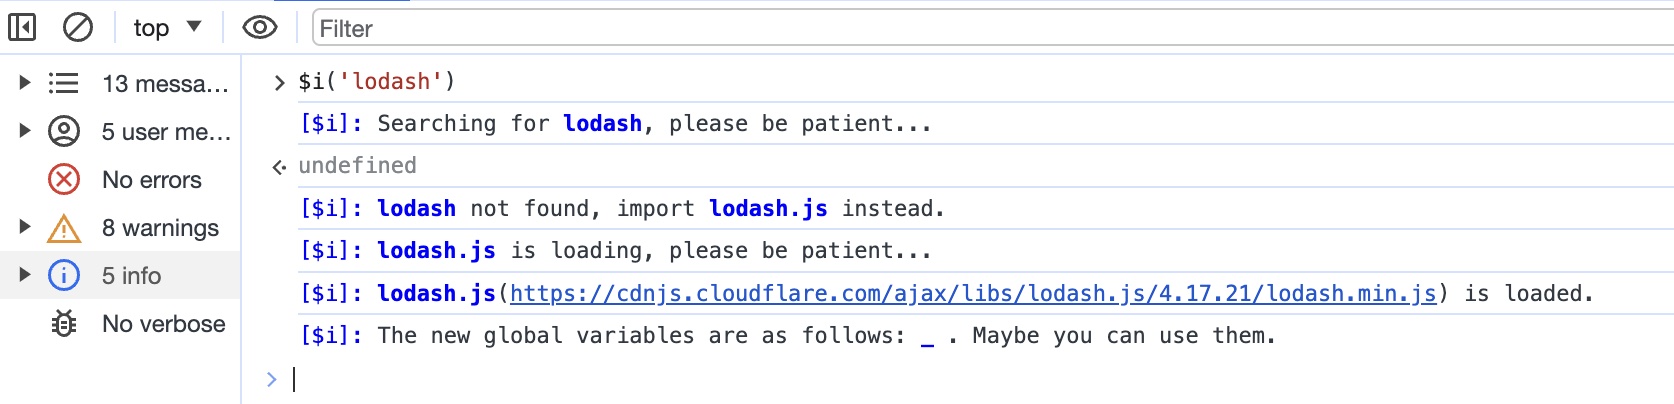 top ▼ Filter
13 messa...
5 user me...
No errors
8 warnings
5 info
No verbose
> $i('lodash')
[$i]: Searching for lodash, please be patient...
undefined
[$i]: lodash not found, import lodash.js instead.
[$i]: lodash.js is loading, please be patient...
[$i]: lodash.js(https://cdnjs.cloudflare.com/ajax/libs/lodash.js/4.17.21/lodash.min.js) is loaded.
[$i]: The new global variables are as follows: _ . Maybe you can use them.
>